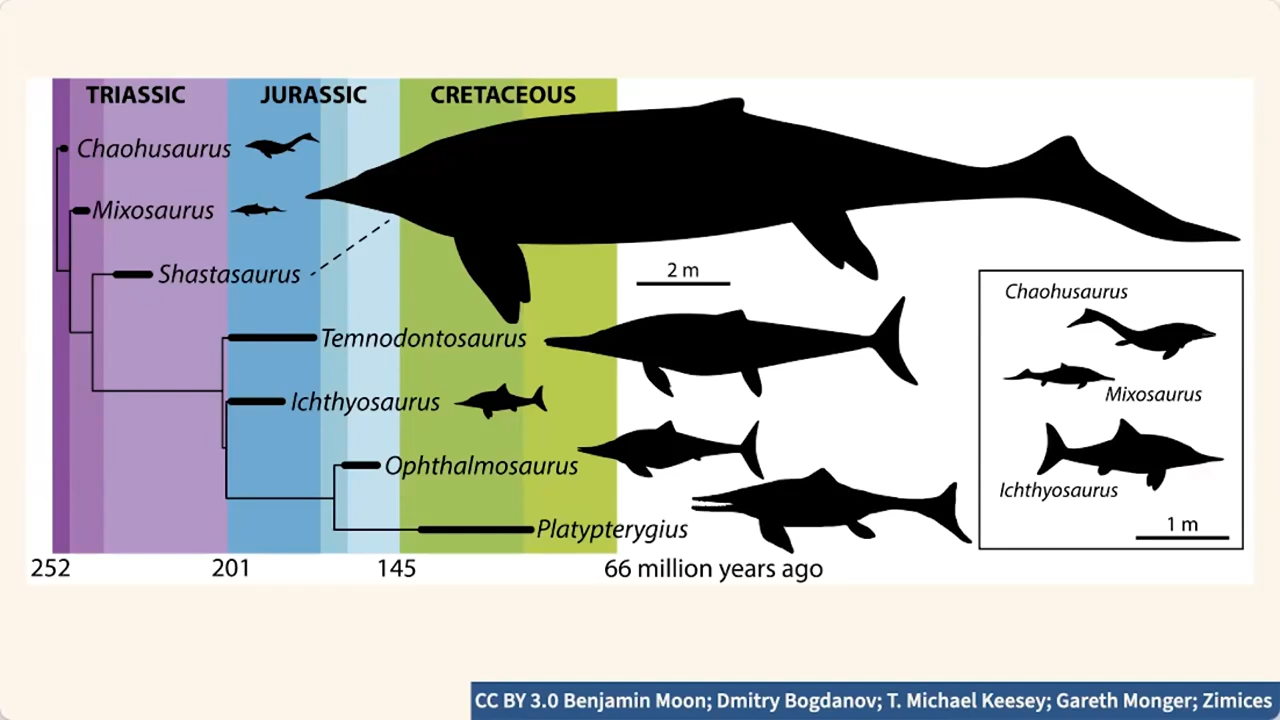 TRIASSIC JURASSIC CRETACEOUS
Chaohusaurus
Mixosaurus
Shastasaurus
2 m
Temnodontosaurus
Ichthyosaurus
Ophthalmosaurus
Platypterygius
252 201 145 66 million years ago
Chaohusaurus
Mixosaurus
Ichthyosaurus
1 m
CC BY 3.0 Benjamin Moon; Dmitry Bogdanov; T. Michael Keesey; Gareth Monger; Zimices